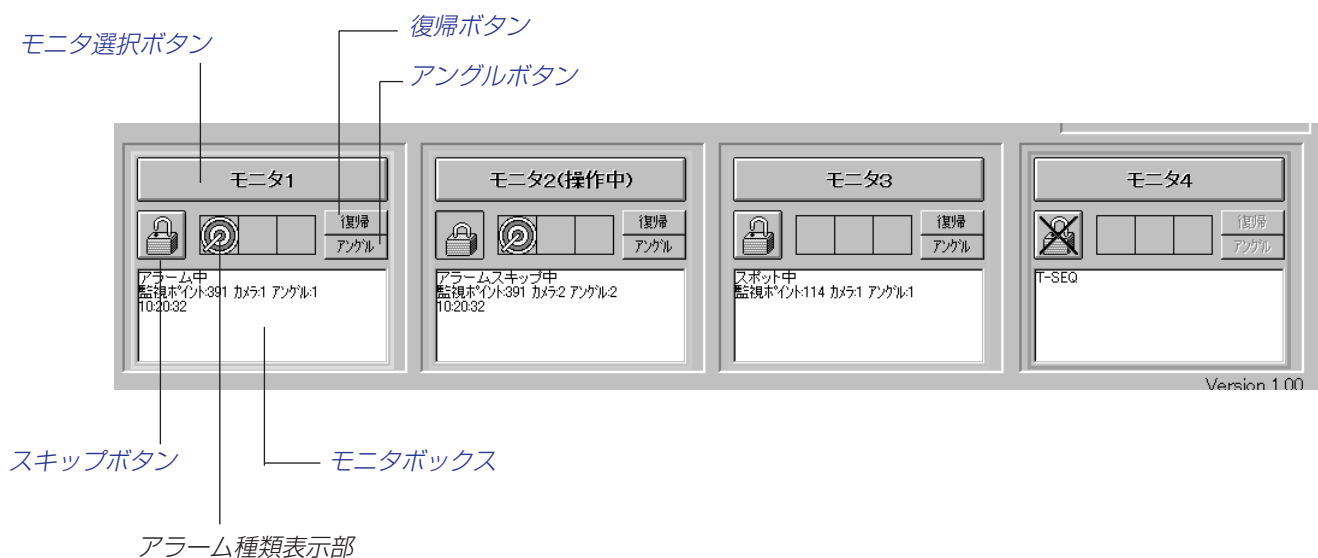 復帰ボタン
モニタ選択ボタン
アングルボタン
モニタ1
復帰
アングル
アラーム中
監視ポイント:391 カメラ:1 アングル:1
10:20:32
モニタ2(操作中)
復帰
アングル
アラームスキップ中
監視ポイント:391 カメラ:2 アングル:2
10:20:32
モニタ3
復帰
アングル
スポット中
監視ポイント:114 カメラ:1 アングル:1
モニタ4
復帰
アングル
T-SEQ
Version 1.00
スキップボタン
モニタボックス
アラーム種類表示部